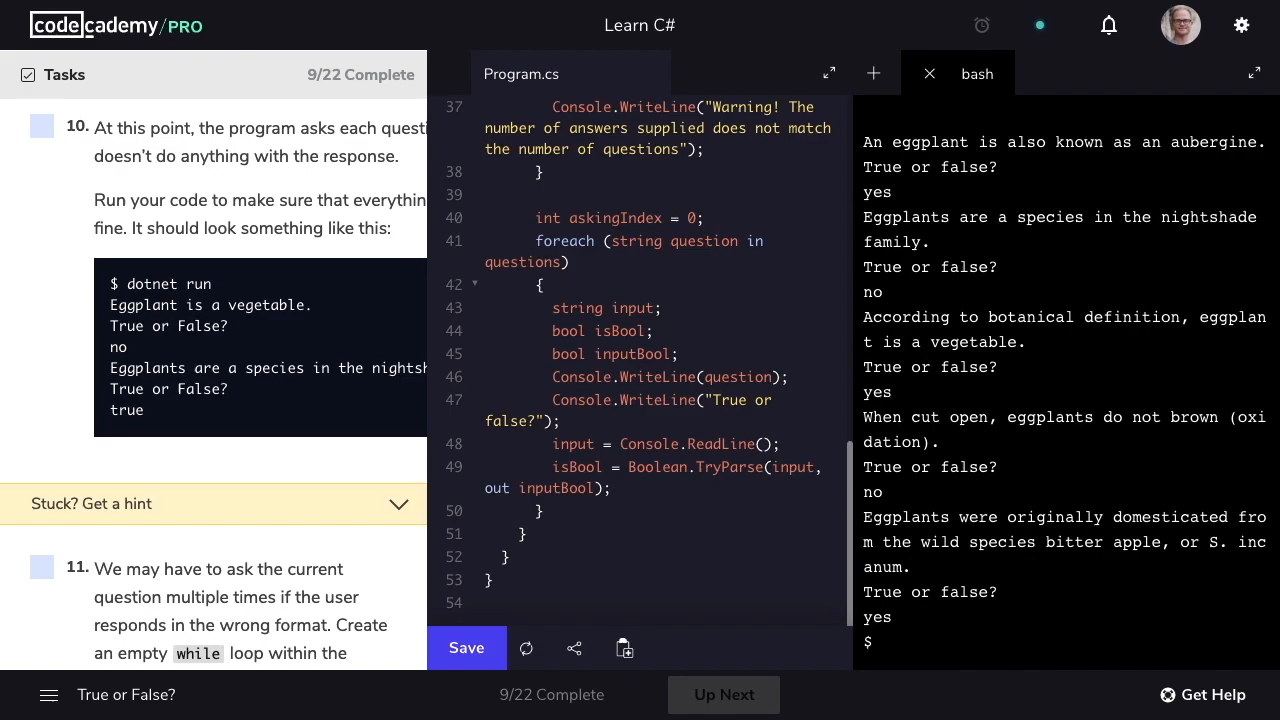 codecademy/PRO
Learn C#
Tasks
9/22 Complete
10. At this point, the program asks each questi
doesn’t do anything with the response.
Run your code to make sure that everythin
fine. It should look something like this:
$ dotnet run
Eggplant is a vegetable.
True or False?
no
Eggplants are a species in the nightsh
True or False?
true
Stuck? Get a hint
11. We may have to ask the current
question multiple times if the user
responds in the wrong format. Create
an empty while loop within the
Program.cs
37 Console.WriteLine("Warning! The
number of answers supplied does not match
the number of questions");
38 }
39
40 int askingIndex = 0;
41 foreach (string question in
questions)
42 {
43 string input;
44 bool isBool;
45 bool inputBool;
46 Console.WriteLine(question);
47 Console.WriteLine("True or
false?");
48 input = Console.ReadLine();
49 isBool = Boolean.TryParse(input,
out inputBool);
50 }
51 }
52 }
53 }
54
Save
bash
An eggplant is also known as an aubergine.
True or false?
yes
Eggplants are a species in the nightshade
family.
True or false?
no
According to botanical definition, eggplan
t is a vegetable.
True or false?
yes
When cut open, eggplants do not brown (oxi
dation).
True or false?
no
Eggplants were originally domesticated fro
m the wild species bitter apple, or S. inc
anum.
True or false?
yes
$
True or False?
9/22 Complete
Up Next
Get Help